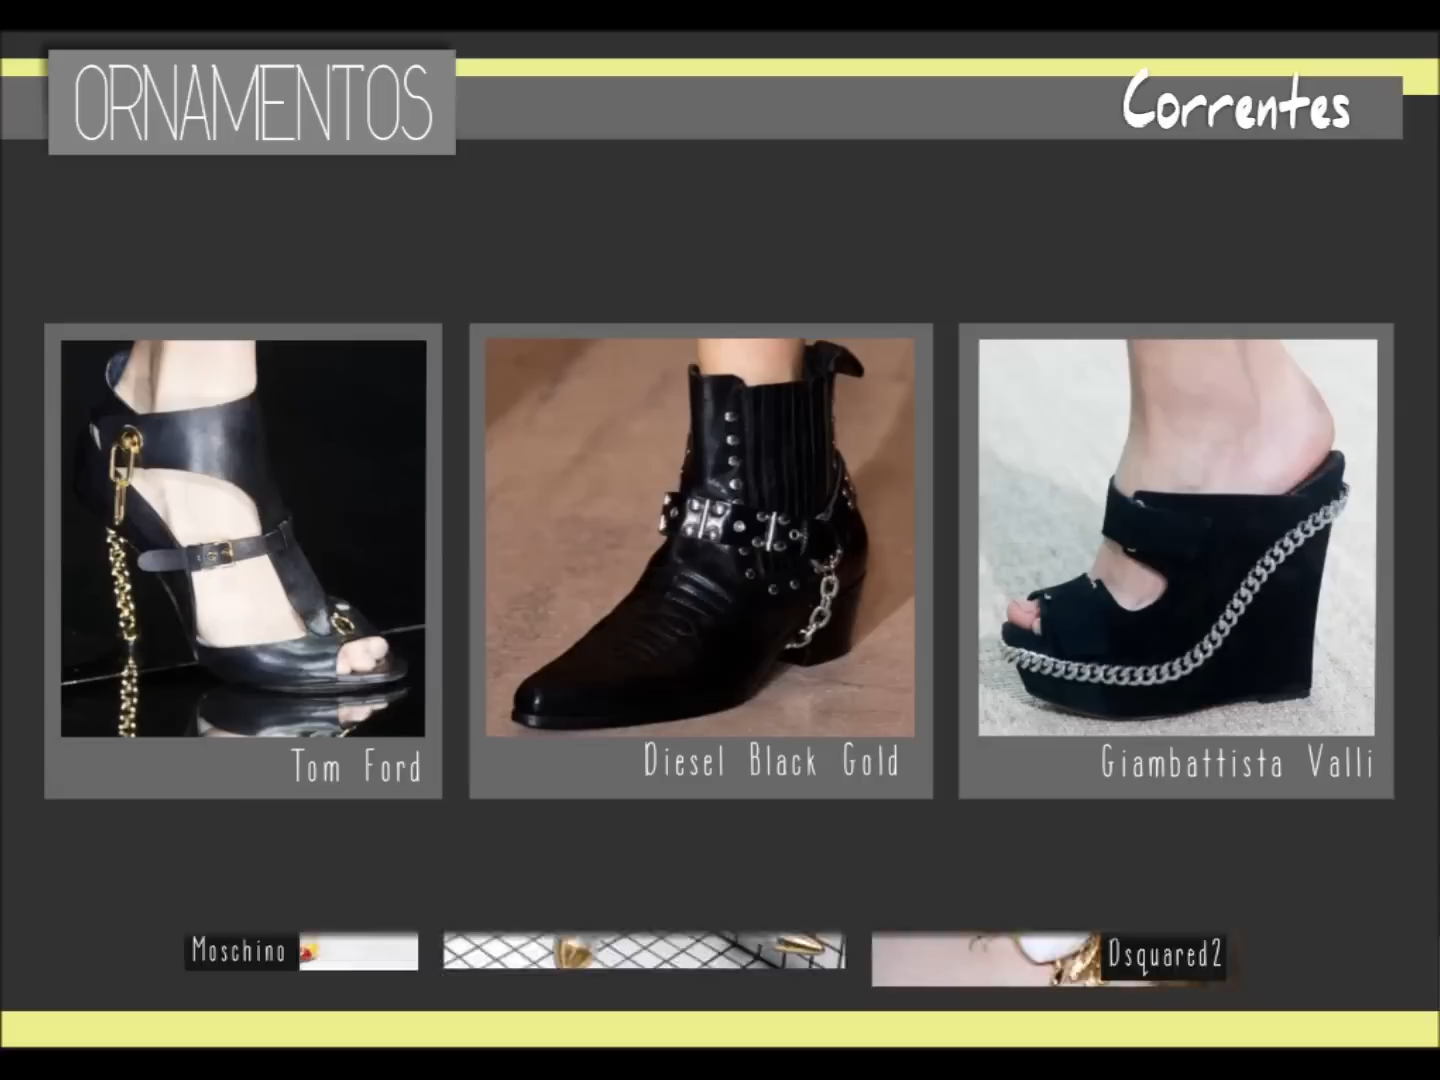 ORNAMENTOS
Correntes
Tom Ford
Diesel Black Gold
Giambattista Valli
Moschino
Dsquared2